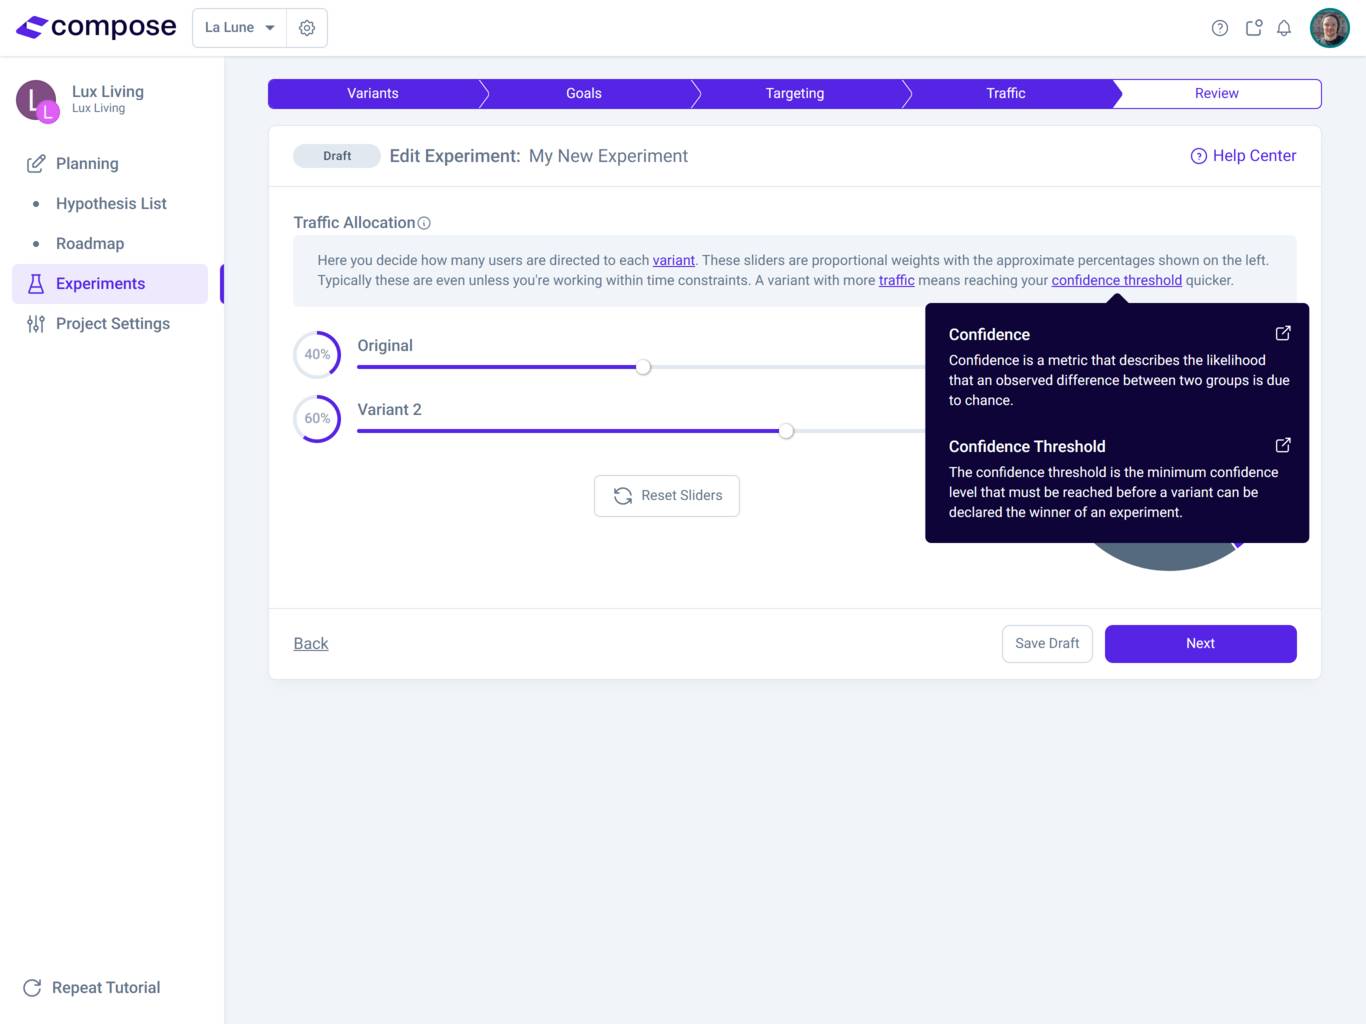 compose
La Lune
Lux Living
Lux Living
L
L
Planning
Hypothesis List
Roadmap
Experiments
Project Settings
Repeat Tutorial
Variants
Goals
Targeting
Traffic
Review
Draft
Edit Experiment: My New Experiment
Help Center
Traffic Allocation
Here you decide how many users are directed to each variant. These sliders are proportional weights with the approximate percentages shown on the left.
Typically these are even unless you're working within time constraints. A variant with more traffic means reaching your confidence threshold quicker.
40%
Original
60%
Variant 2
Reset Sliders
Confidence
Confidence is a metric that describes the likelihood
that an observed difference between two groups is due
to chance.
Confidence Threshold
The confidence threshold is the minimum confidence
level that must be reached before a variant can be
declared the winner of an experiment.
Back
Save Draft
Next